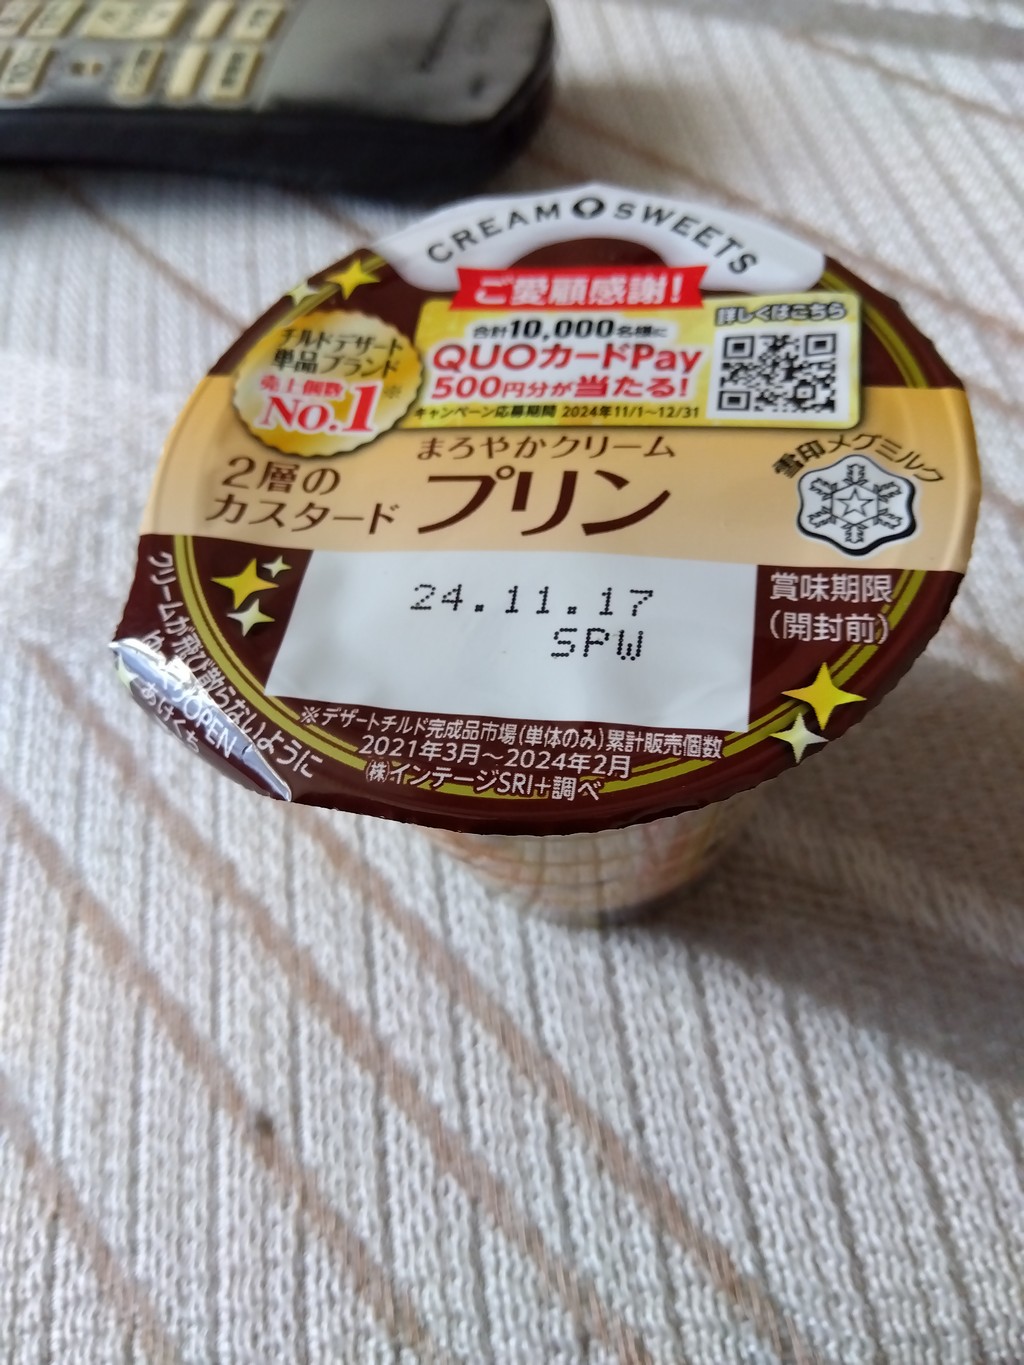 CREAM SWEETS
ご愛顧感謝!
合計10,000名様に
QUOカードPay
500円分が当たる!
キャンペーン応募期間 2024年11/1〜12/31
詳しくはこちら
チルドデザート
単品ブランド
売上個数※
No.1
まろやかクリーム
2層の
カスタード
プリン
雪印メグミルク
24.11.17
SPW
賞味期限
(開封前)
※デザートチルド完成品市場(単体のみ)累計販売個数
2021年3月〜2024年2月
㈱インテージSRI+調べ
クリームが飛び散らないように
OPEN
あけくち